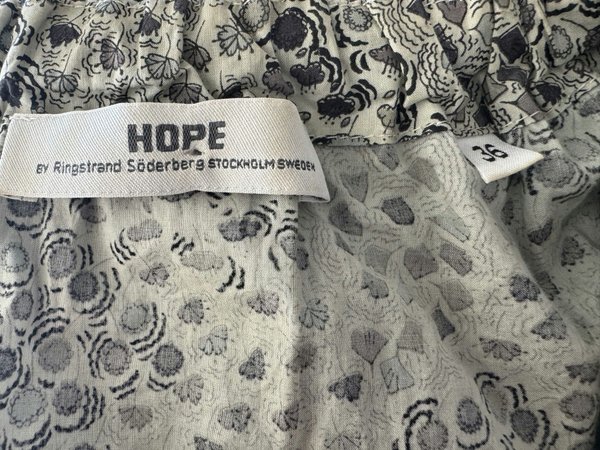 HOPE
BY Ringstrand Söderberg STOCKHOLM SWEDEN
36